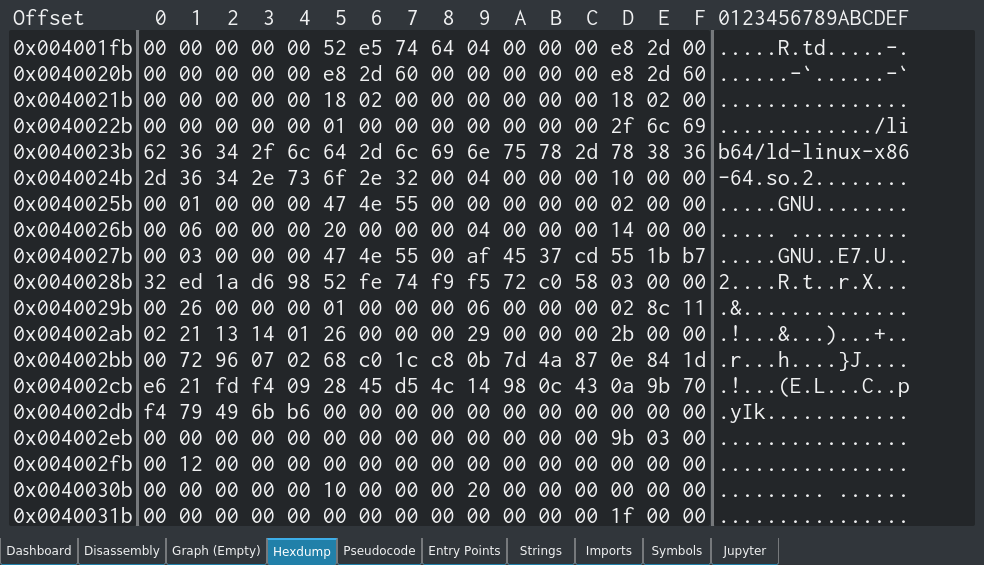 Offset 0 1 2 3 4 5 6 7 8 9 A B C D E F 0123456789ABCDEF
0x004001fb 00 00 00 00 00 52 e5 74 64 04 00 00 00 e8 2d 00 .....R.td.....-.
0x0040020b 00 00 00 00 00 e8 2d 60 00 00 00 00 00 e8 2d 60 ......-`......-`
0x0040021b 00 00 00 00 00 18 02 00 00 00 00 00 00 18 02 00 ................
0x0040022b 00 00 00 00 00 01 00 00 00 00 00 00 00 2f 6c 69 ............./li
0x0040023b 62 36 34 2f 6c 64 2d 6c 69 6e 75 78 2d 78 38 36 b64/ld-linux-x86
0x0040024b 2d 36 34 2e 73 6f 2e 32 00 04 00 00 00 10 00 00 -64.so.2........
0x0040025b 00 01 00 00 00 47 4e 55 00 00 00 00 00 02 00 00 .....GNU........
0x0040026b 00 06 00 00 00 20 00 00 00 04 00 00 00 14 00 00 ..... ..........
0x0040027b 00 03 00 00 00 47 4e 55 00 af 45 37 cd 55 1b b7 .....GNU..E7.U..
0x0040028b 32 ed 1a d6 98 52 fe 74 f9 f5 72 c0 58 03 00 00 2....R.t..r.X...
0x0040029b 00 26 00 00 00 01 00 00 00 06 00 00 00 02 8c 11 .&..............
0x004002ab 02 21 13 14 01 26 00 00 00 29 00 00 00 2b 00 00 .!...&...)...+..
0x004002bb 00 72 96 07 02 68 c0 1c c8 0b 7d 4a 87 0e 84 1d .r...h....}J....
0x004002cb e6 21 fd f4 09 28 45 d5 4c 14 98 0c 43 0a 9b 70 .!...(E.L...C..p
0x004002db f4 79 49 6b b6 00 00 00 00 00 00 00 00 00 00 00 .yIk............
0x004002eb 00 00 00 00 00 00 00 00 00 00 00 00 00 9b 03 00 ................
0x004002fb 00 12 00 00 00 00 00 00 00 00 00 00 00 00 00 00 ................
0x0040030b 00 00 00 00 00 10 00 00 00 20 00 00 00 00 00 00 ......... ......
0x0040031b 00 00 00 00 00 00 00 00 00 00 00 00 00 1f 00 00 ................
Dashboard Disassembly Graph (Empty) Hexdump Pseudocode Entry Points Strings Imports Symbols Jupyter